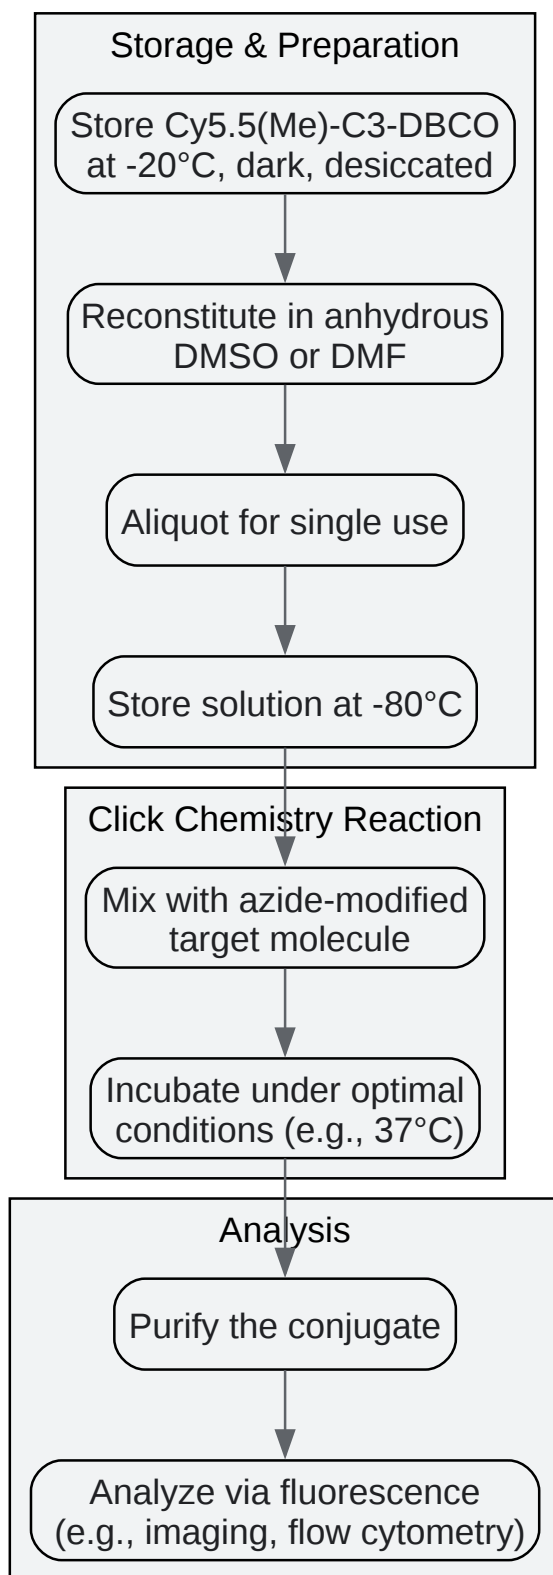 Storage & Preparation
Store Cy5.5(Me)-C3-DBCO
at -20°C, dark, desiccated
Reconstitute in anhydrous
DMSO or DMF
Aliquot for single use
Store solution at -80°C
Click Chemistry Reaction
Mix with azide-modified
target molecule
Incubate under optimal
conditions (e.g., 37°C)
Analysis
Purify the conjugate
Analyze via fluorescence
(e.g., imaging, flow cytometry)